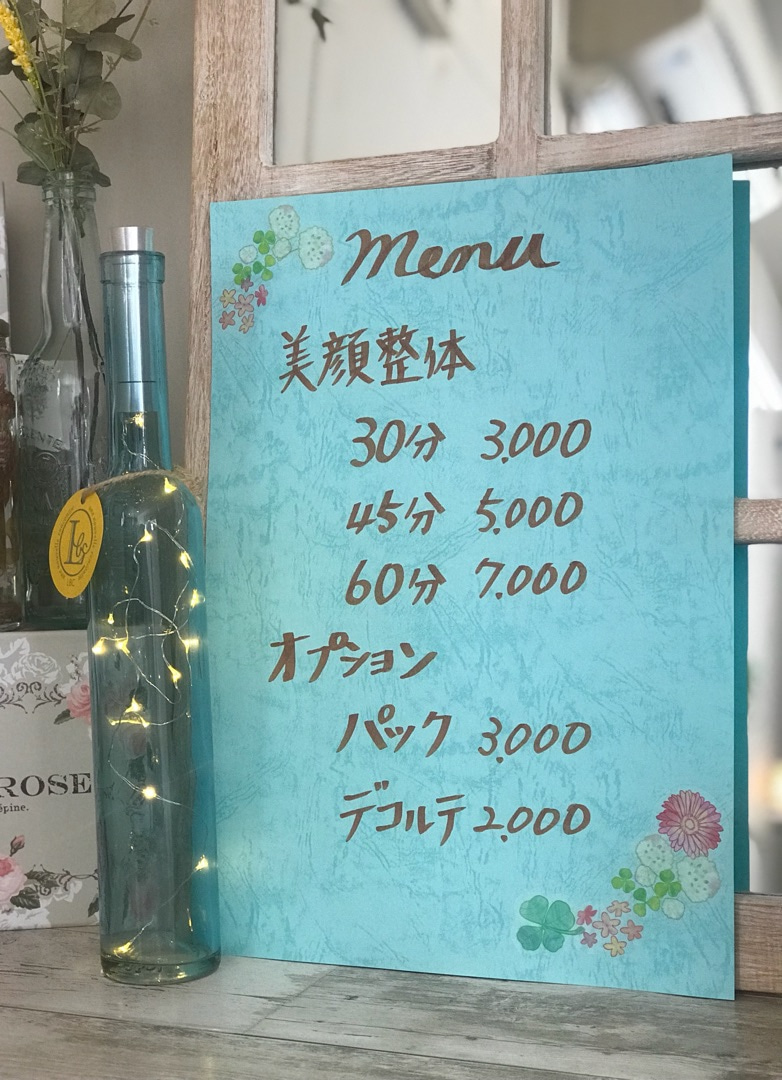 Menu
美顔整体
30分 3,000
45分 5,000
60分 7,000
オプション
パック 3,000
デコルテ 2,000
L&
ROSE
épine.